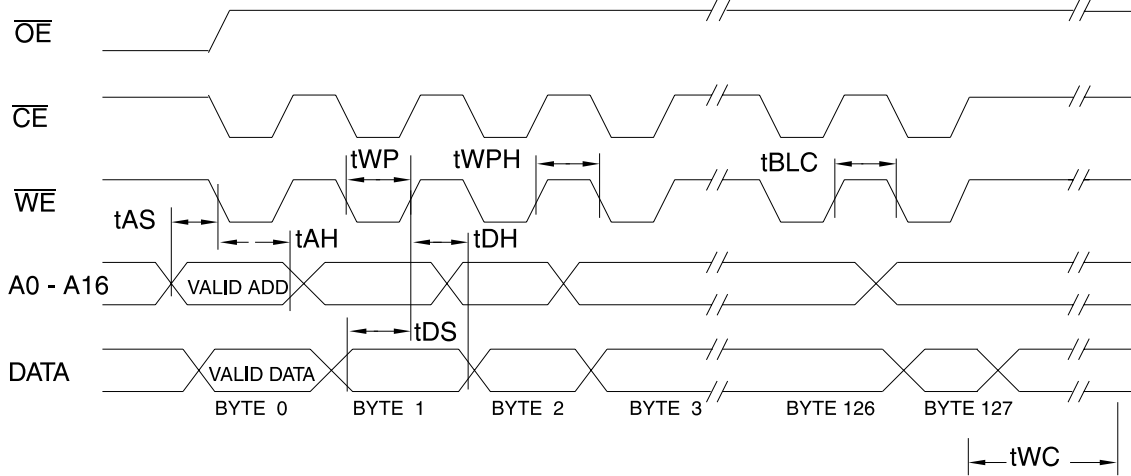 OE
CE
tWP tWPH tBLC
WE
tAS
tAH tDH
A0 - A16 VALID ADD
tDS
DATA VALID DATA
BYTE 0 BYTE 1 BYTE 2 BYTE 3 BYTE 126 BYTE 127
tWC